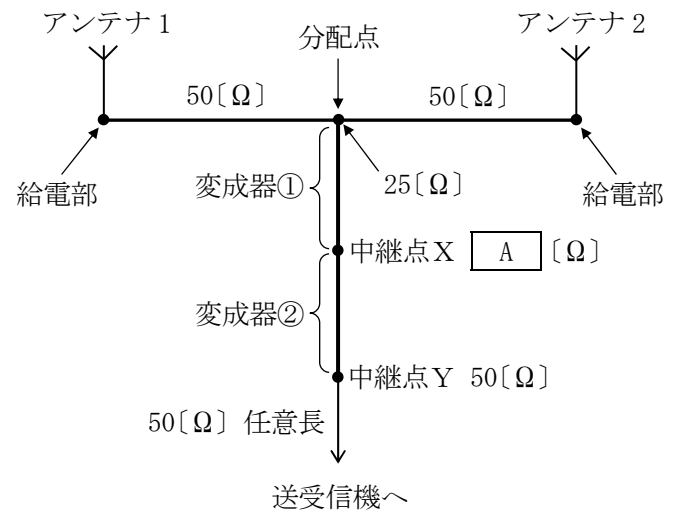 アンテナ1
アンテナ2
分配点
50〔Ω〕
50〔Ω〕
給電部
変成器①
25〔Ω〕
給電部
中継点X A 〔Ω〕
変成器②
中継点Y 50〔Ω〕
50〔Ω〕任意長
送受信機へ